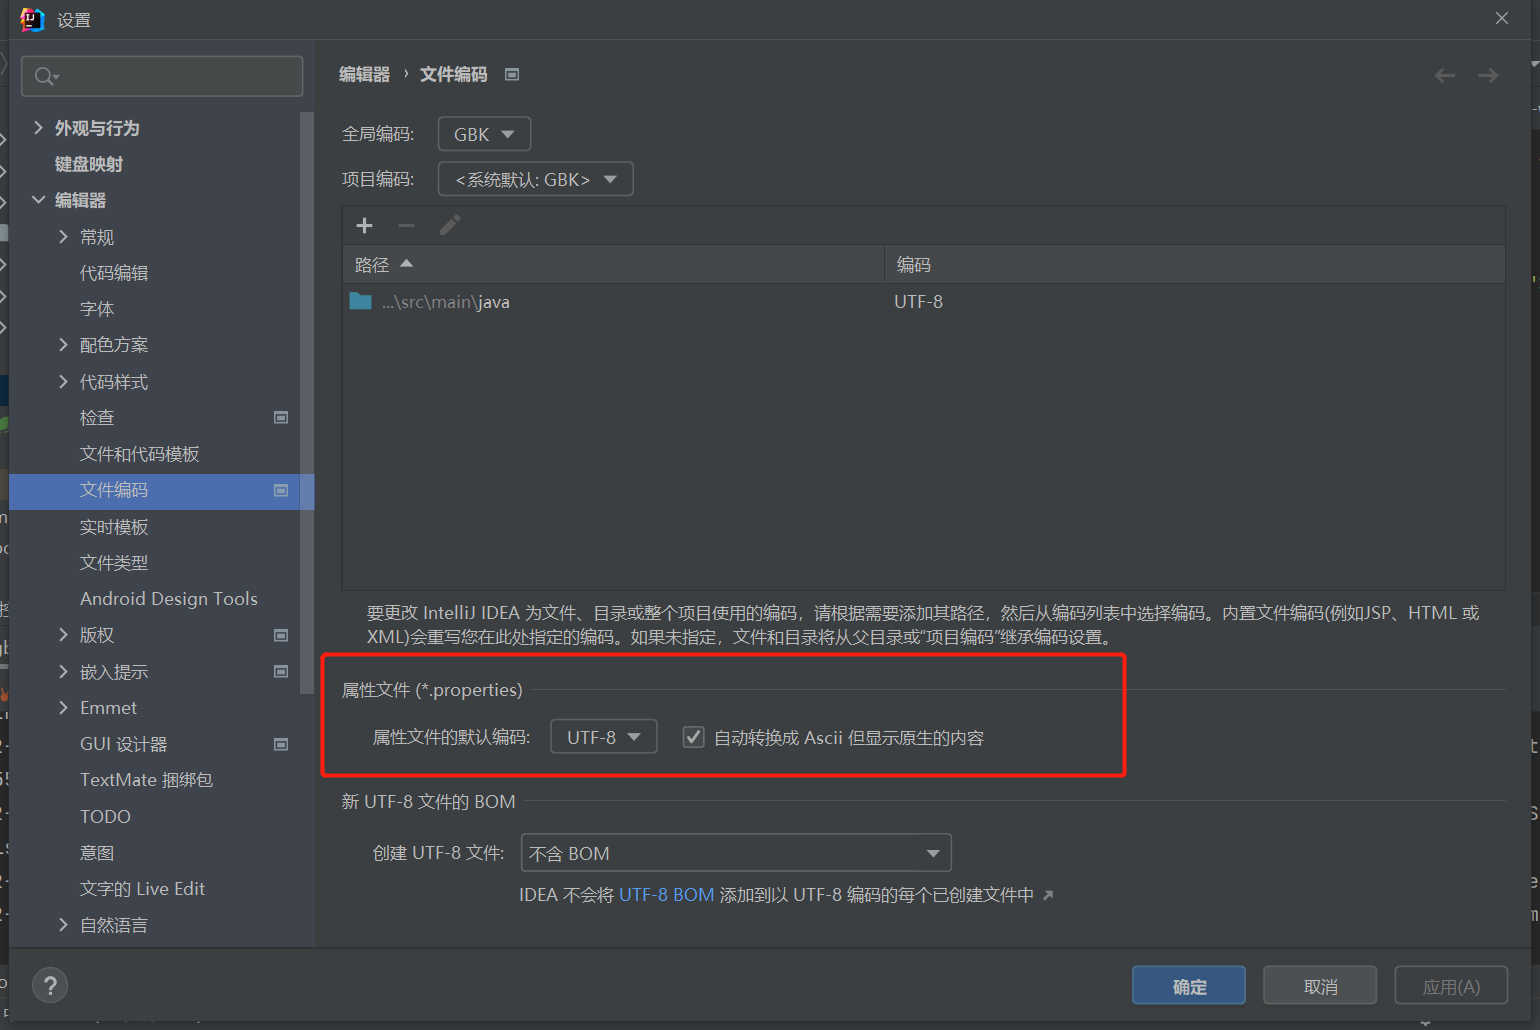 设置
编辑器 › 文件编码
外观与行为
键盘映射
编辑器
常规
代码编辑
字体
配色方案
代码样式
检查
文件和代码模板
文件编码
实时模板
文件类型
Android Design Tools
版权
嵌入提示
Emmet
GUI 设计器
TextMate 捆绑包
TODO
意图
文字的 Live Edit
自然语言
全局编码: GBK
项目编码: <系统默认: GBK>
路径 编码
...\src\main\java UTF-8
要更改 IntelliJ IDEA 为文件、目录或整个项目使用的编码，请根据需要添加其路径，然后从编码列表中选择编码。内置文件编码(例如JSP、HTML 或
XML)会重写您在此处指定的编码。如果未指定，文件和目录将从父目录或“项目编码”继承编码设置。
属性文件 (*.properties)
属性文件的默认编码: UTF-8 自动转换成 Ascii 但显示原生的内容
新 UTF-8 文件的 BOM
创建 UTF-8 文件: 不含 BOM
IDEA 不会将 UTF-8 BOM 添加到以 UTF-8 编码的每个已创建文件中
?
确定 取消 应用(A)